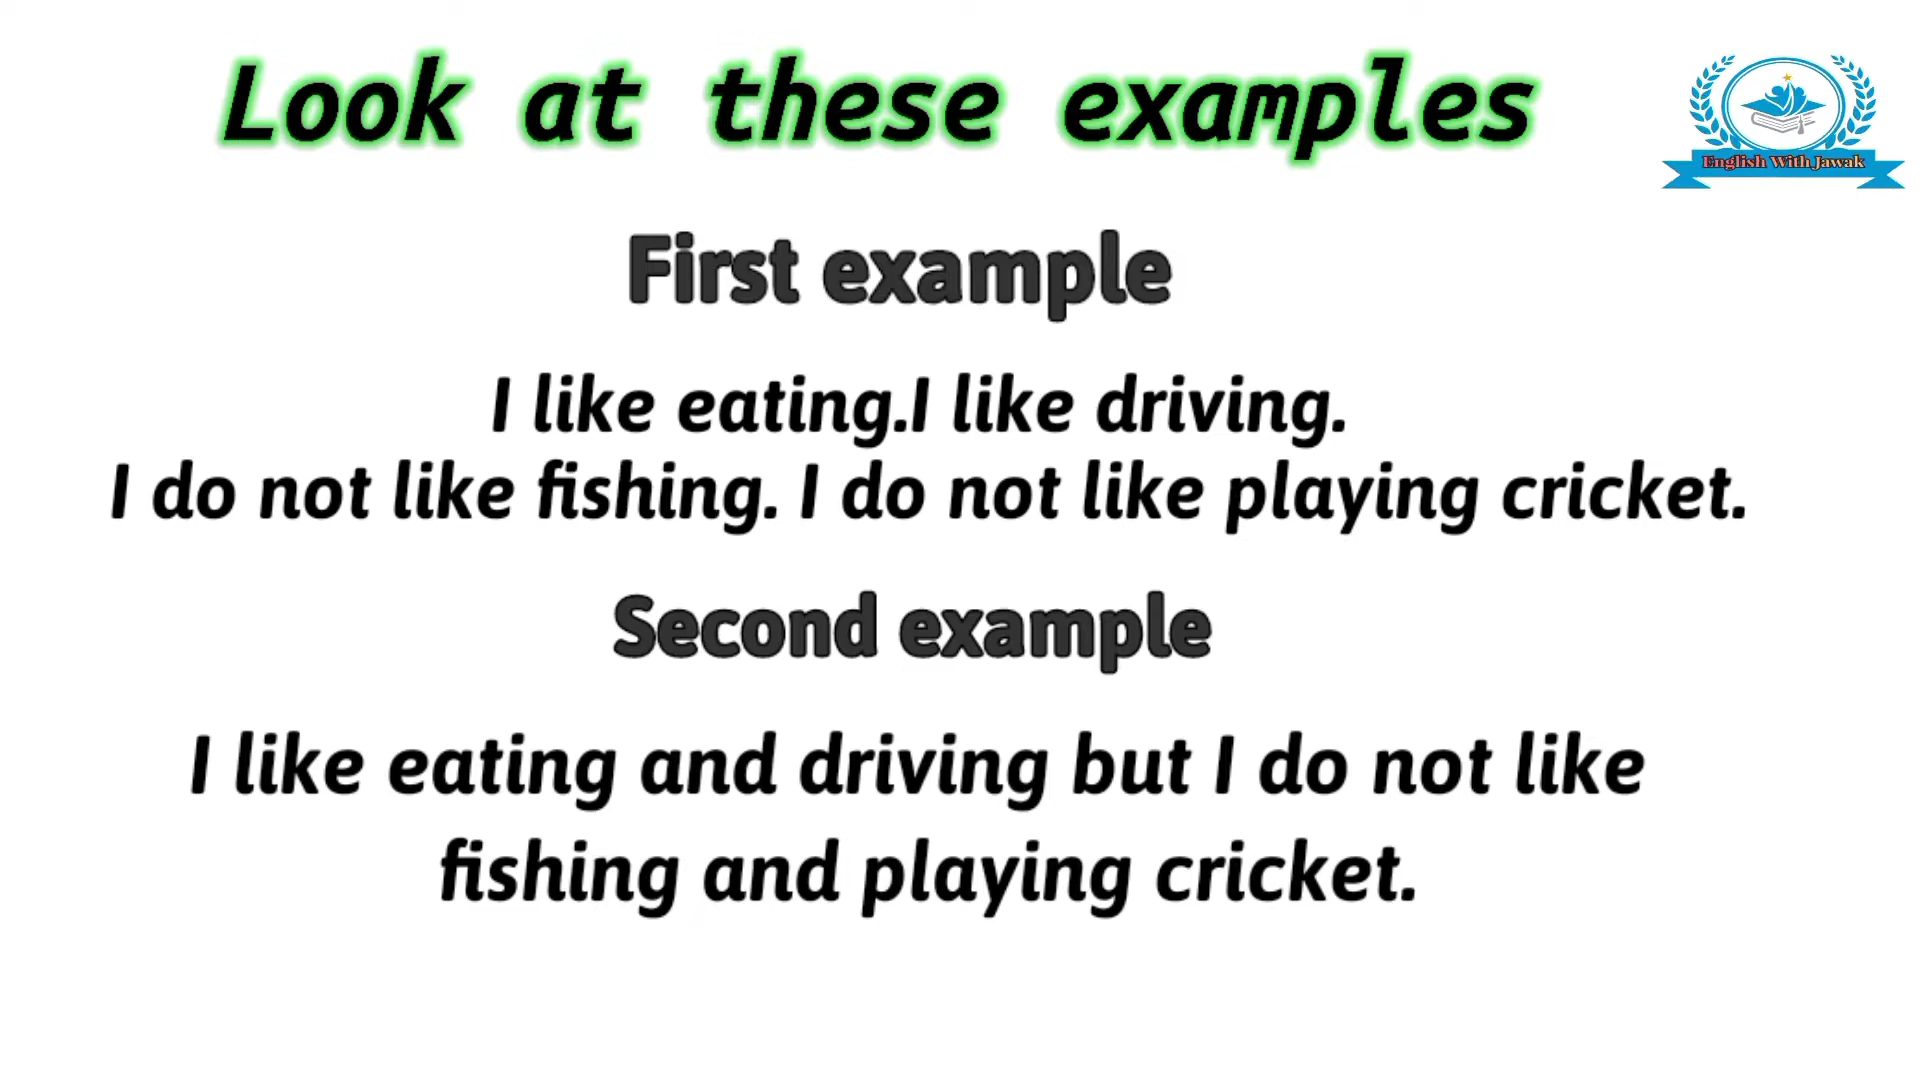 Look at these examples
English With Jawak
First example
I like eating.I like driving.
I do not like fishing. I do not like playing cricket.
Second example
I like eating and driving but I do not like
fishing and playing cricket.